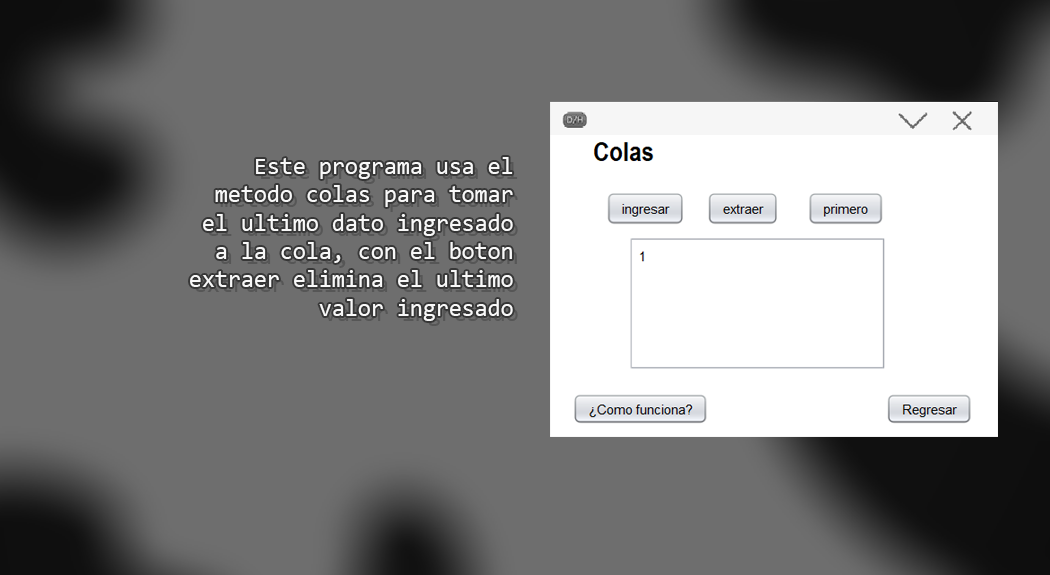 Este programa usa el
metodo colas para tomar
el ultimo dato ingresado
a la cola, con el boton
extraer elimina el ultimo
valor ingresado
D/H
Colas
ingresar
extraer
primero
1
¿Como funciona?
Regresar